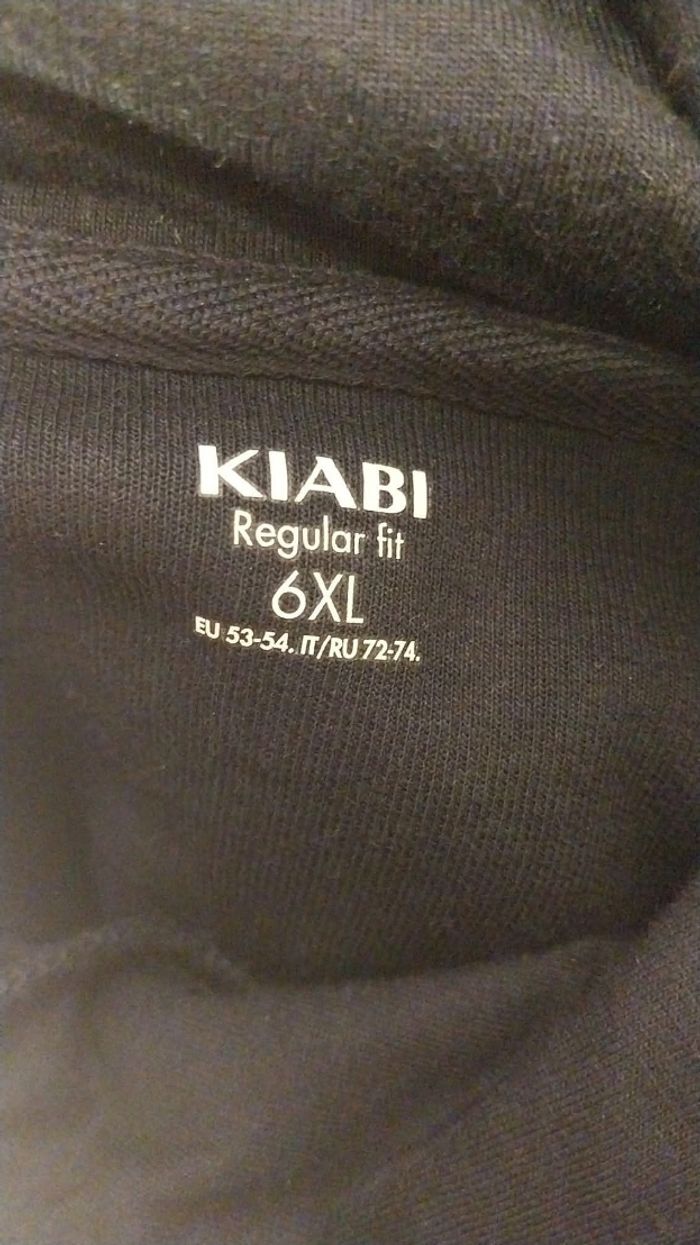 KIABI
Regular fit
6XL
EU 53-54. IT/RU 72-74.